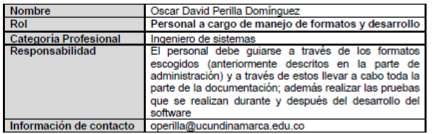 Nombre Oscar David Perilla Domínguez
Rol Personal a cargo de manejo de formatos y desarrollo
Categoría Profesional Ingeniero de sistemas
Responsabilidad El personal debe guiarse a través de los formatos
escogidos (anteriormente descritos en la parte de
administración) y a través de estos llevar a cabo toda
la parte de la documentación; además realizar las pruebas
que se realizan durante y después del desarrollo del
software
Información de contacto operilla@ucundinamarca.edu.co